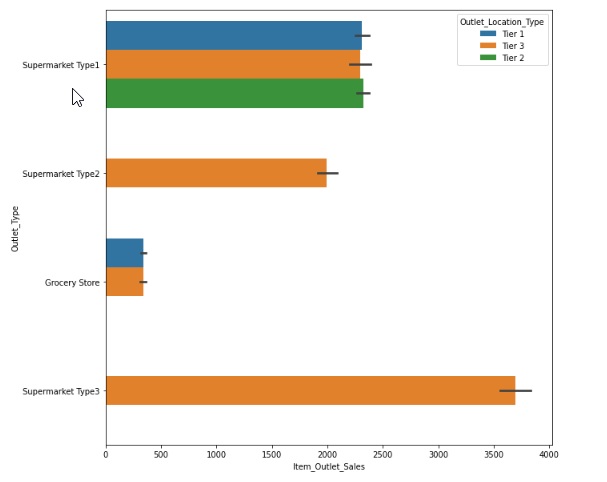 Outlet_Location_Type
Tier 1
Tier 3
Tier 2
Supermarket Type1
Supermarket Type2
Outlet_Type
Grocery Store
Supermarket Type3
0 500 1000 1500 2000 2500 3000 3500 4000
Item_Outlet_Sales